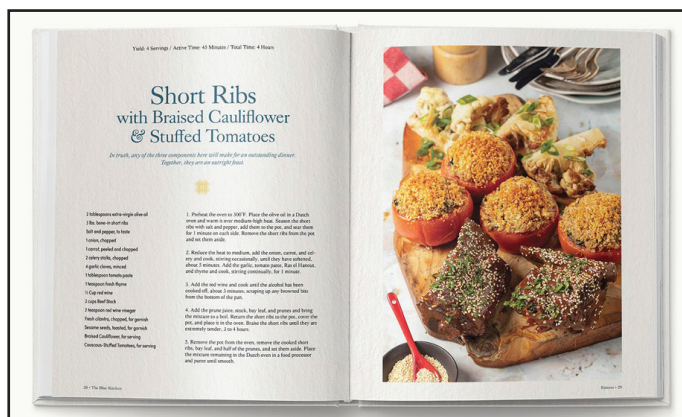 Yield: 4 Servings / Active Time: 45 Minutes / Total Time: 4 Hours
Short Ribs
with Braised Cauliflower
& Stuffed Tomatoes
In truth, any of the three components here will make for an outstanding dinner.
Together, they are an outright feast.
2 tablespoons extra-virgin olive oil
3 lbs. bone-in short ribs
Salt and pepper, to taste
1 onion, chopped
1 carrot, peeled and chopped
2 celery stalks, chopped
4 garlic cloves, minced
1 tablespoon tomato paste
1 teaspoon fresh thyme
½ Cup red wine
2 cups Beef Stock
1 teaspoon red wine vinegar
Fresh cilantro, chopped, for garnish
Sesame seeds, toasted, for garnish
Braised Cauliflower, for serving
Couscous-Stuffed Tomatoes, for serving
1. Preheat the oven to 300°F. Place the olive oil in a Dutch
oven and warm it over medium-high heat. Season the short
ribs with salt and pepper, add them to the pot, and sear them
for 1 minute on each side. Remove the short ribs from the pot
and set them aside.
2. Reduce the heat to medium, add the onion, carrot, and cel-
ery and cook, stirring occasionally, until they have softened,
about 5 minutes. Add the garlic, tomato paste, Ras el Hanout,
and thyme and cook, stirring continually, for 1 minute.
3. Add the red wine and cook until the alcohol has been
cooked off, about 3 minutes, scraping up any browned bits
from the bottom of the pan.
4. Add the prune juice, stock, bay leaf, and prunes and bring
the mixture to a boil. Return the short ribs to the pot, cover the
pot, and place it in the oven. Braise the short ribs until they are
extremely tender, 3 to 4 hours.
5. Remove the pot from the oven, remove the cooked short
ribs, bay leaf, and half of the prunes, and set them aside. Place
the mixture remaining in the Dutch oven in a food processor
and puree until smooth.
28 • The Blue Kitchen
• 29